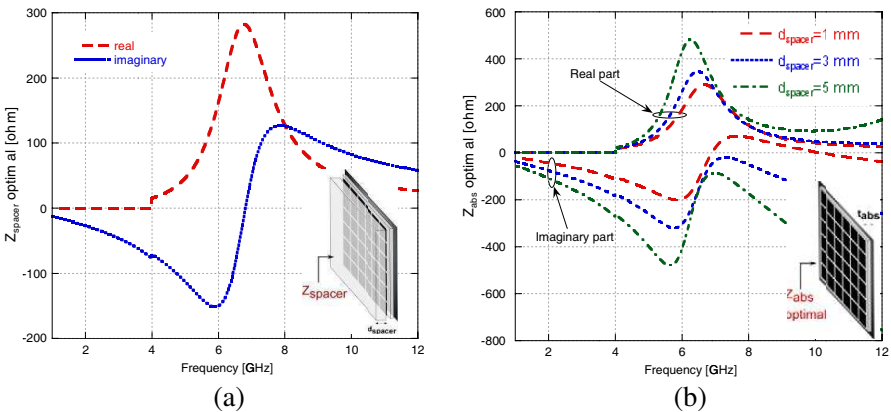 300
200
100
0
-100
-200
Z spacer optim al [ohm]
real
imaginary
Zspacer
dspacer
2
4
6
8
10
12
Frequency [GHz]
(a)
600
400
200
0
-200
-400
-600
-800
Zabs optim al [ohm]
dspacer=1 mm
dspacer=3 mm
dspacer=5 mm
Real part
Imaginary part
tabs
Zabs
optimal
2
4
6
8
10
12
Frequency [GHz]
(b)